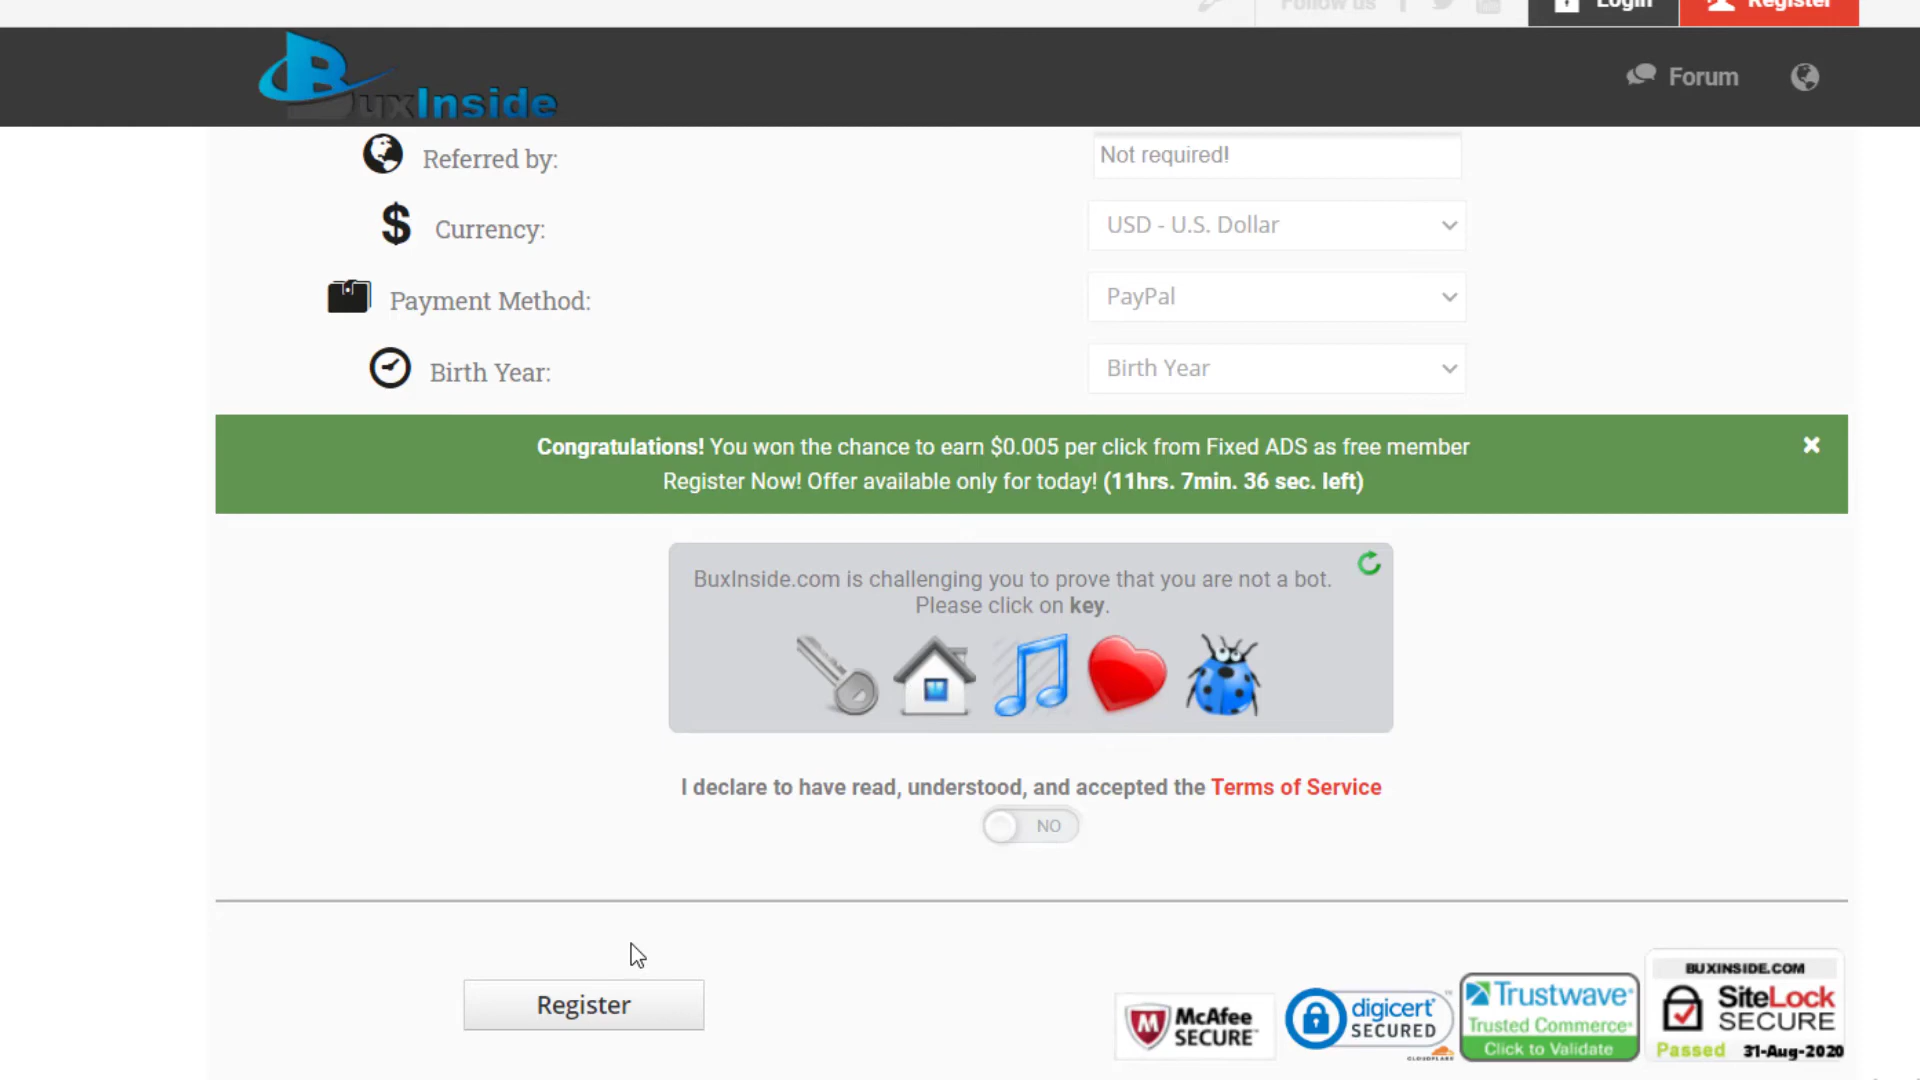 Follow us
Login
Register
BuxInside
Forum
Referred by:
Not required!
Currency:
USD - U.S. Dollar
Payment Method:
PayPal
Birth Year:
Birth Year
Congratulations! You won the chance to earn $0.005 per click from Fixed ADS as free member
Register Now! Offer available only for today! (11hrs. 7min. 36 sec. left)
BuxInside.com is challenging you to prove that you are not a bot.
Please click on key.
I declare to have read, understood, and accepted the Terms of Service
NO
Register
McAfee
SECURE
digicert
SECURED
CLOUDFLARE
Trustwave
Trusted Commerce
Click to Validate
BUXINSIDE.COM
SiteLock
SECURE
Passed 31-Aug-2020